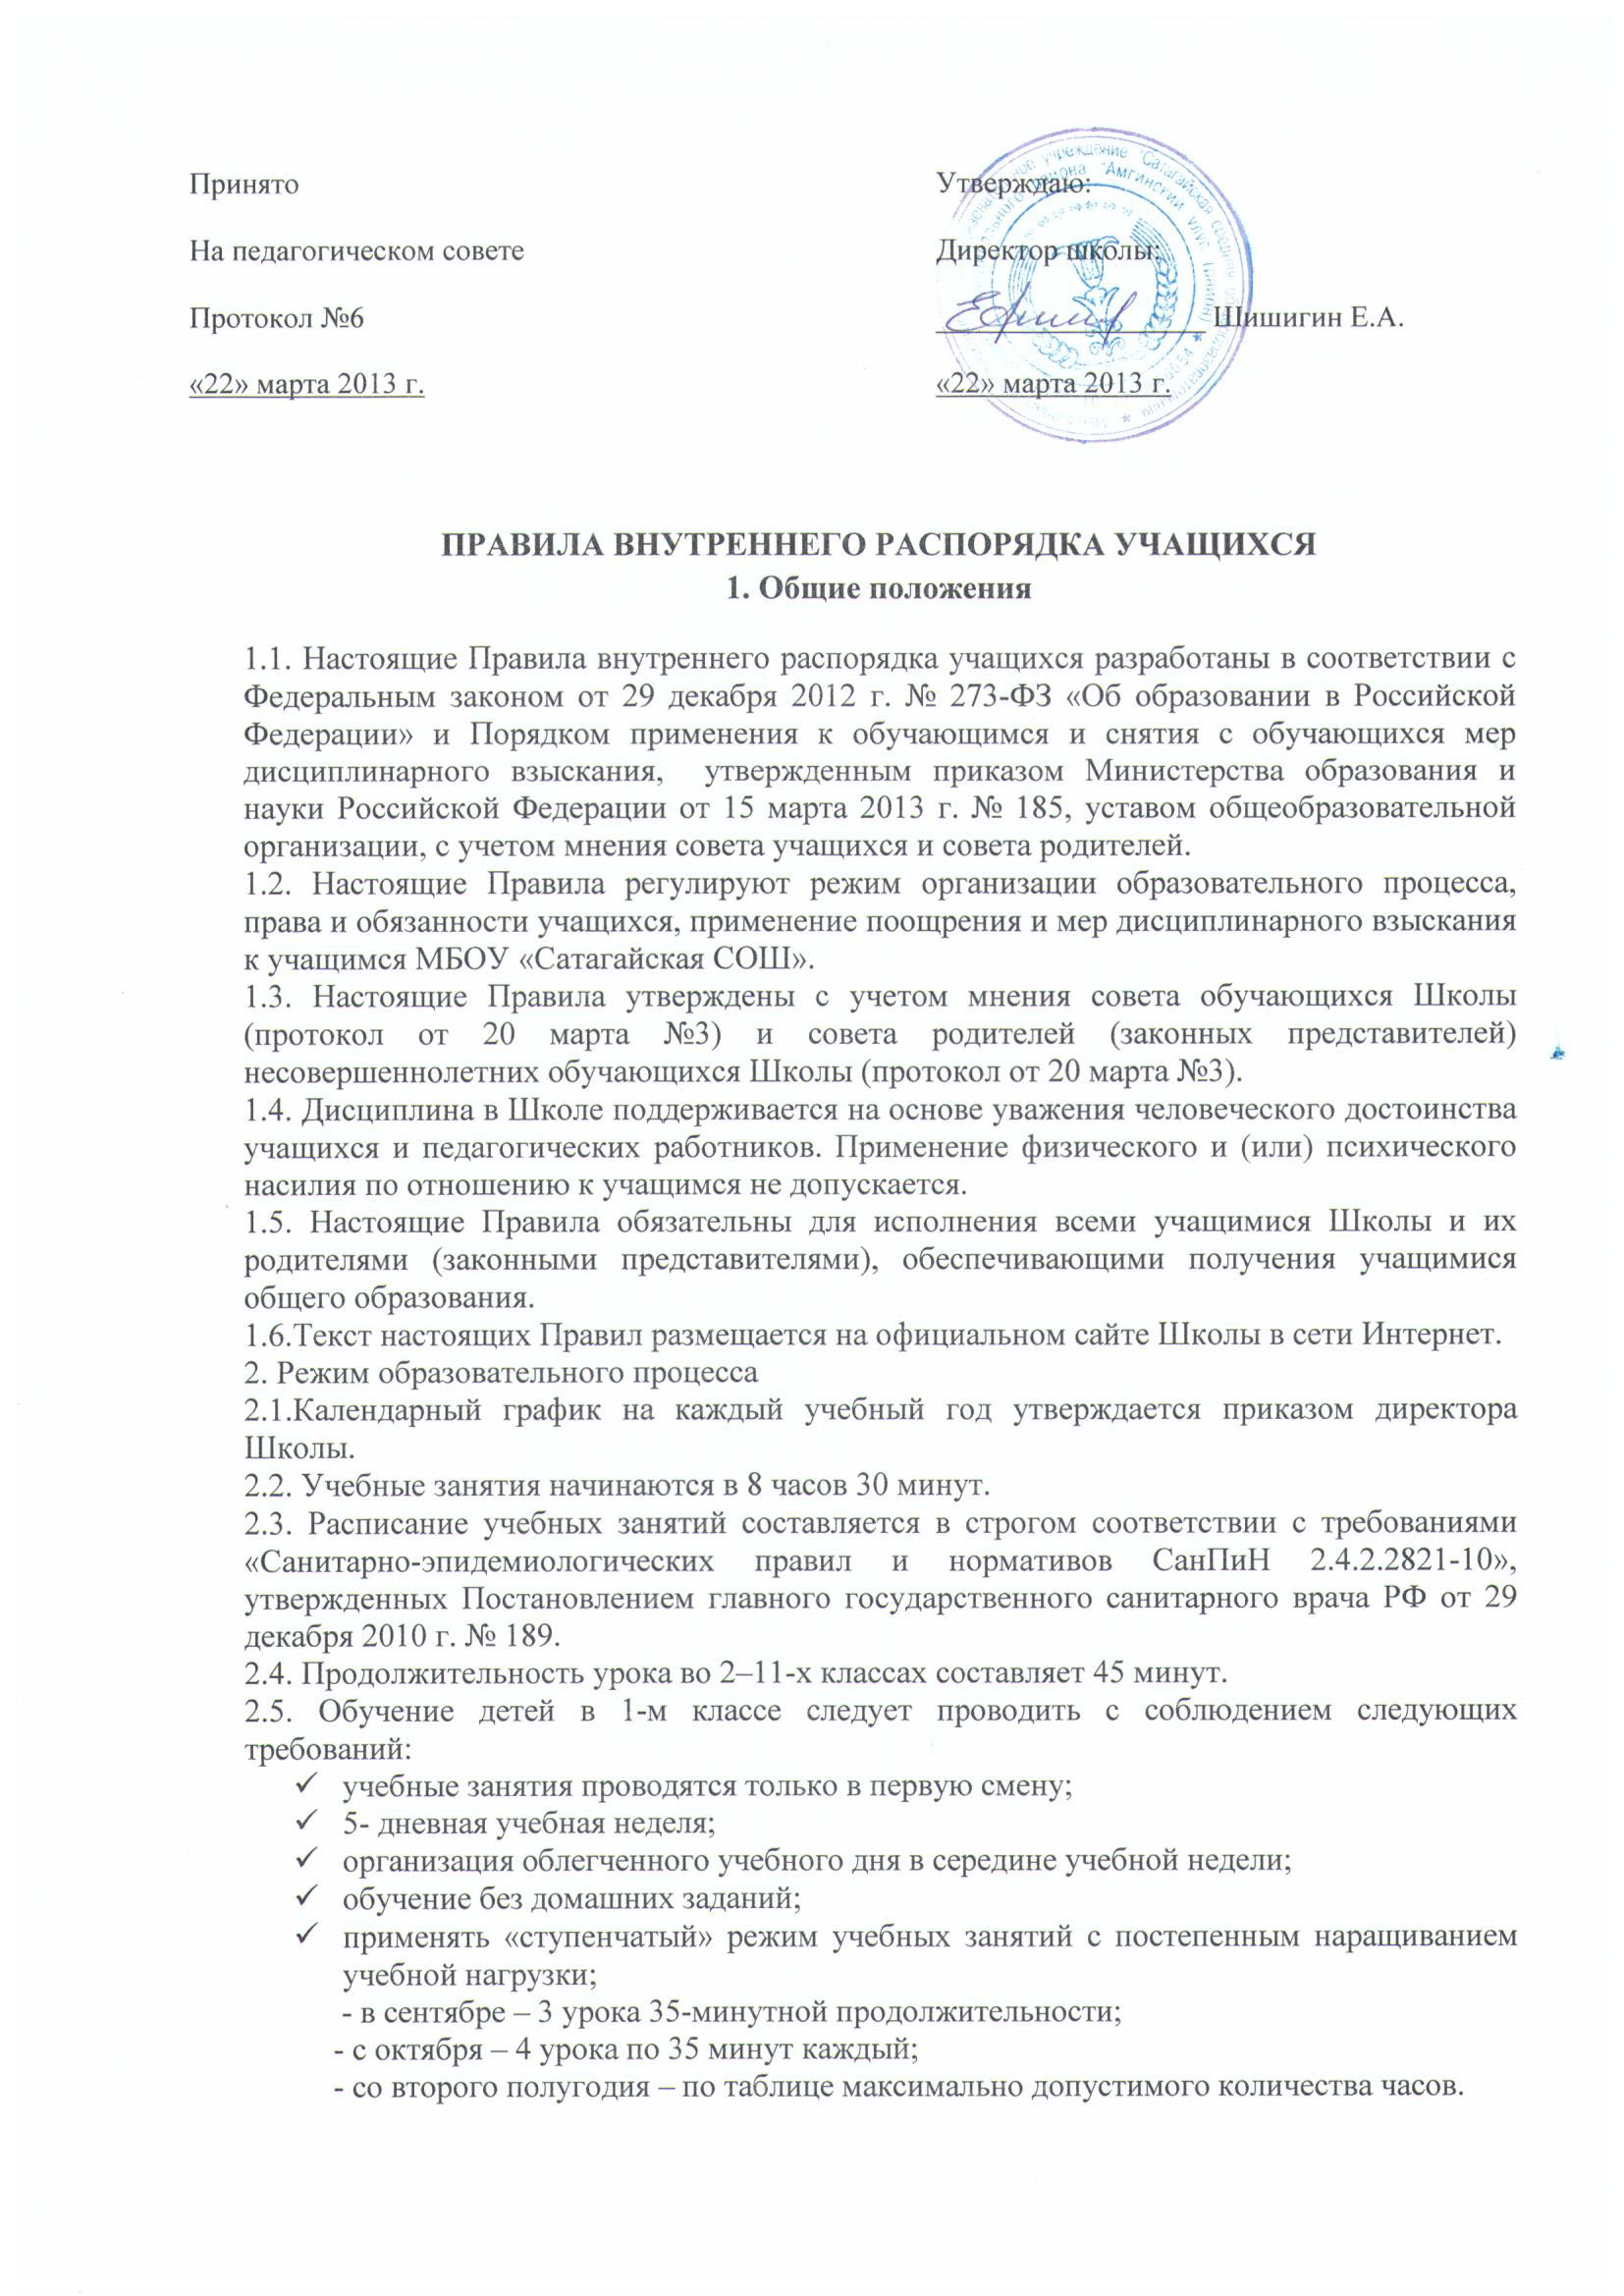 Принято
Утверждаю:
На педагогическом совете
Директор школы:
Протокол №6
Шишигин Е.А.
«22» марта 2013 г.
«22» марта 2013 г.
учреждение "Сатагайская средняя
района "Амгинский улус (район)
ПРАВИЛА ВНУТРЕННЕГО РАСПОРЯДКА УЧАЩИХСЯ
1. Общие положения
1.1. Настоящие Правила внутреннего распорядка учащихся разработаны в соответствии с
Федеральным законом от 29 декабря 2012 г. № 273-ФЗ «Об образовании в Российской
Федерации» и Порядком применения к обучающимся и снятия с обучающихся мер
дисциплинарного взыскания, утвержденным приказом Министерства образования и
науки Российской Федерации от 15 марта 2013 г. № 185, уставом общеобразовательной
организации, с учетом мнения совета учащихся и совета родителей.
1.2. Настоящие Правила регулируют режим организации образовательного процесса,
права и обязанности учащихся, применение поощрения и мер дисциплинарного взыскания
к учащимся МБОУ «Сатагайская СОШ».
1.3. Настоящие Правила утверждены с учетом мнения совета обучающихся Школы
(протокол от 20 марта №3) и совета родителей (законных представителей)
несовершеннолетних обучающихся Школы (протокол от 20 марта №3).
1.4. Дисциплина в Школе поддерживается на основе уважения человеческого достоинства
учащихся и педагогических работников. Применение физического и (или) психического
насилия по отношению к учащимся не допускается.
1.5. Настоящие Правила обязательны для исполнения всеми учащимися Школы и их
родителями (законными представителями), обеспечивающими получения учащимися
общего образования.
1.6.Текст настоящих Правил размещается на официальном сайте Школы в сети Интернет.
2. Режим образовательного процесса
2.1.Календарный график на каждый учебный год утверждается приказом директора
Школы.
2.2. Учебные занятия начинаются в 8 часов 30 минут.
2.3. Расписание учебных занятий составляется в строгом соответствии с требованиями
«Санитарно-эпидемиологических правил и нормативов СанПиН 2.4.2.2821-10»,
утвержденных Постановлением главного государственного санитарного врача РФ от 29
декабря 2010 г. № 189.
2.4. Продолжительность урока во 2–11-х классах составляет 45 минут.
2.5. Обучение детей в 1-м классе следует проводить с соблюдением следующих
требований:
✓ учебные занятия проводятся только в первую смену;
✓ 5- дневная учебная неделя;
✓ организация облегченного учебного дня в середине учебной недели;
✓ обучение без домашних заданий;
✓ применять «ступенчатый» режим учебных занятий с постепенным наращиванием
учебной нагрузки;
- в сентябре – 3 урока 35-минутной продолжительности;
- с октября – 4 урока по 35 минут каждый;
- со второго полугодия – по таблице максимально допустимого количества часов.